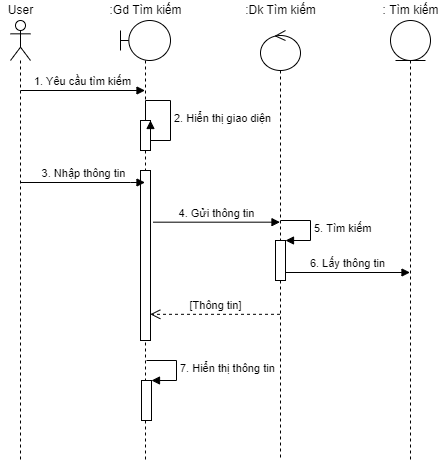 User
:Gd Tìm kiếm
:Dk Tìm kiếm
: Tìm kiếm
1. Yêu cầu tìm kiếm
2. Hiển thị giao diện
3. Nhập thông tin
4. Gửi thông tin
5. Tìm kiếm
6. Lấy thông tin
[Thông tin]
7. Hiển thị thông tin